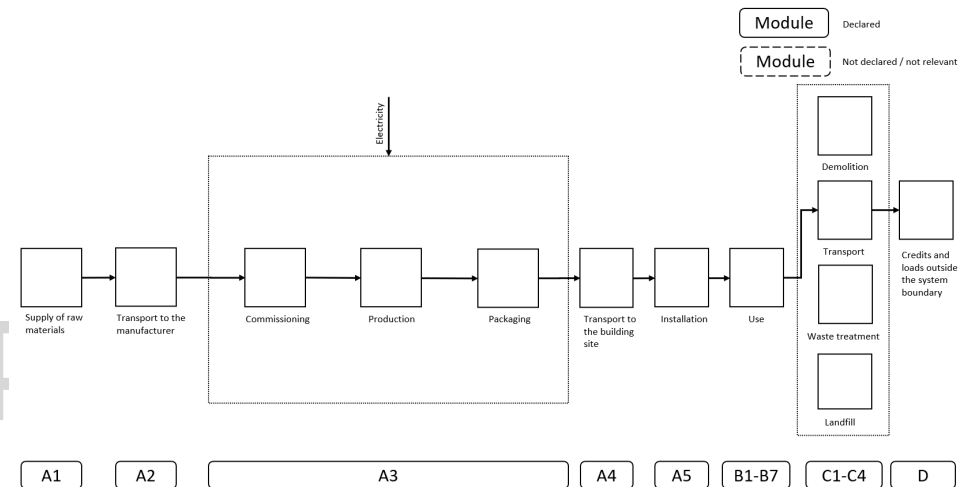 Module
Declared
Module
Not declared / not relevant
Electricity
Demolition
Transport
Waste treatment
Landfill
Supply of raw
materials
Transport to the
manufacturer
Commissioning
Production
Packaging
Transport to
the building
site
Installation
Use
Credits and
loads outside
the system
boundary
A1
A2
A3
A4
A5
B1-B7
C1-C4
D